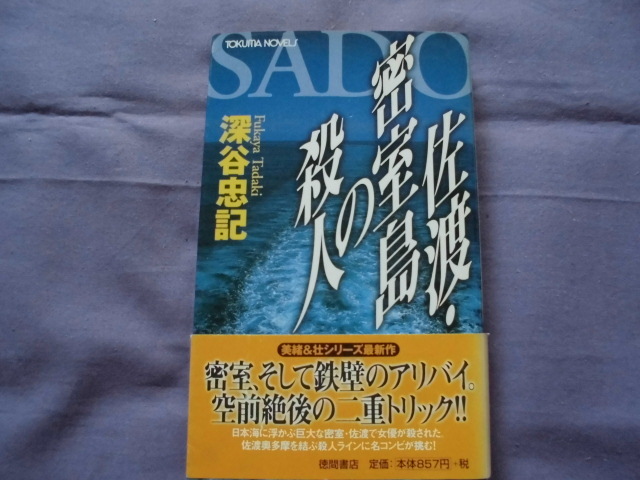 TOKUMA NOVELS
SADO
佐渡・
密室島
の
殺人
Fukaya Tadaki
深谷忠記
美緒&壮シリーズ最新作
密室、そして鉄壁のアリバイ。
空前絶後の二重トリック!!
日本海に浮かぶ巨大な密室・佐渡で女優が殺された。
佐渡奥多摩を結ぶ殺人ラインに名コンビが挑む!
徳間書店 定価:本体857円+税